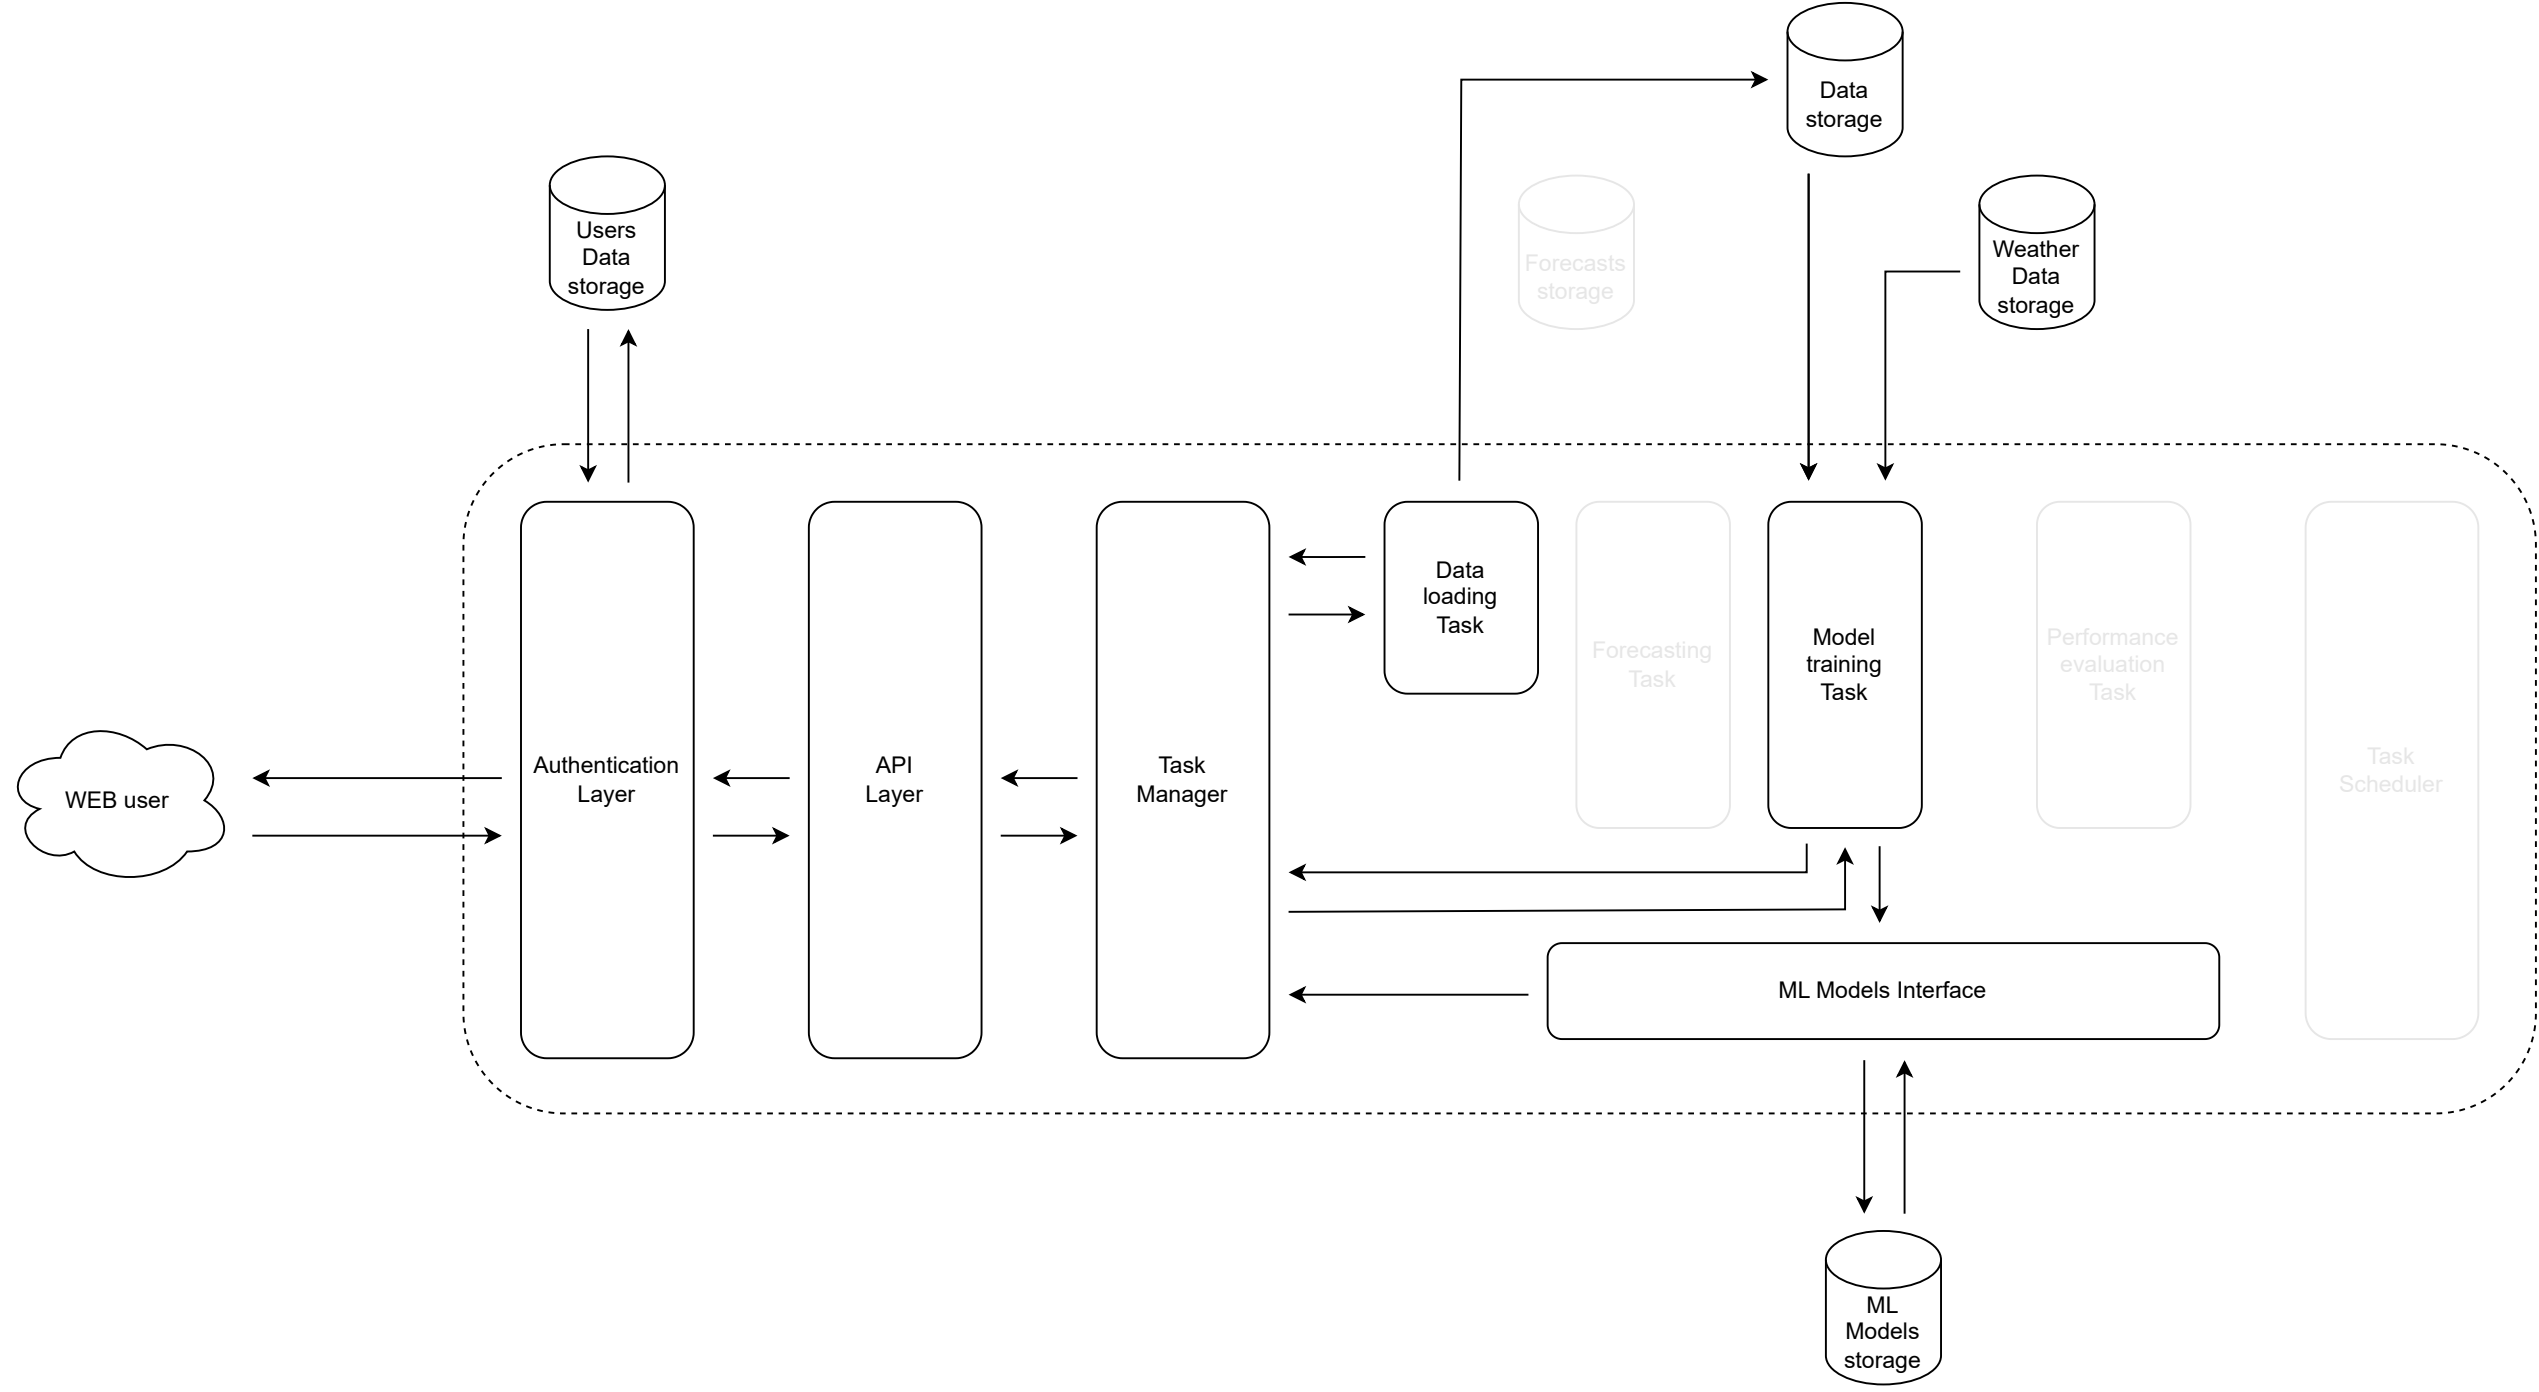 Data
storage
Users
Data
storage
Forecasts
storage
Weather
Data
storage
Data
loading
Task
Forecasting
Task
Model
training
Task
Performance
evaluation
Task
WEB user
Authentication
Layer
API
Layer
Task
Manager
Task
Scheduler
ML Models Interface
ML
Models
storage